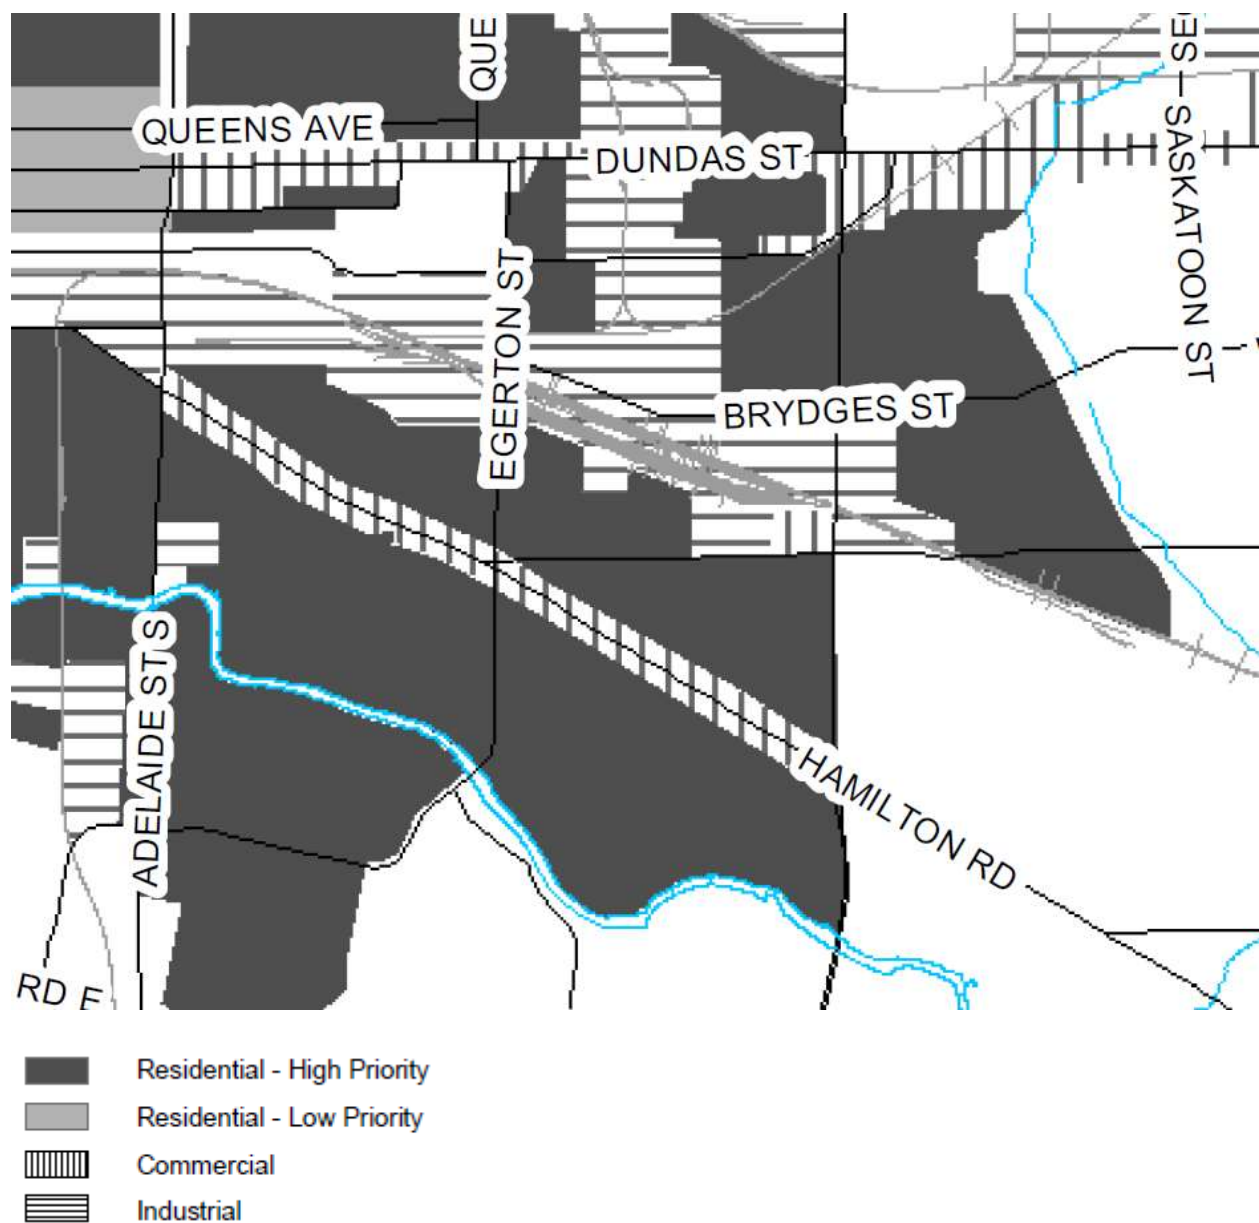 QUE
QUEENS AVE
DUNDAS ST
SASKATOON ST
EGERTON ST
BRYDGES ST
ADELAIDE ST S
HAMILTON RD
RD E
Residential - High Priority
Residential - Low Priority
Commercial
Industrial